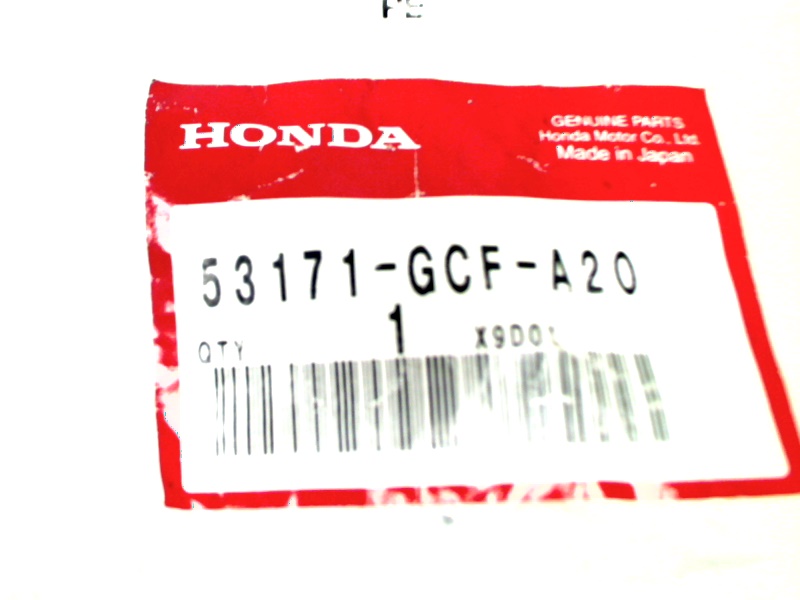 HONDA
GENUINE PARTS
Honda Motor Co., Ltd.
Made in Japan
53171-GCF-A20
QTY 1